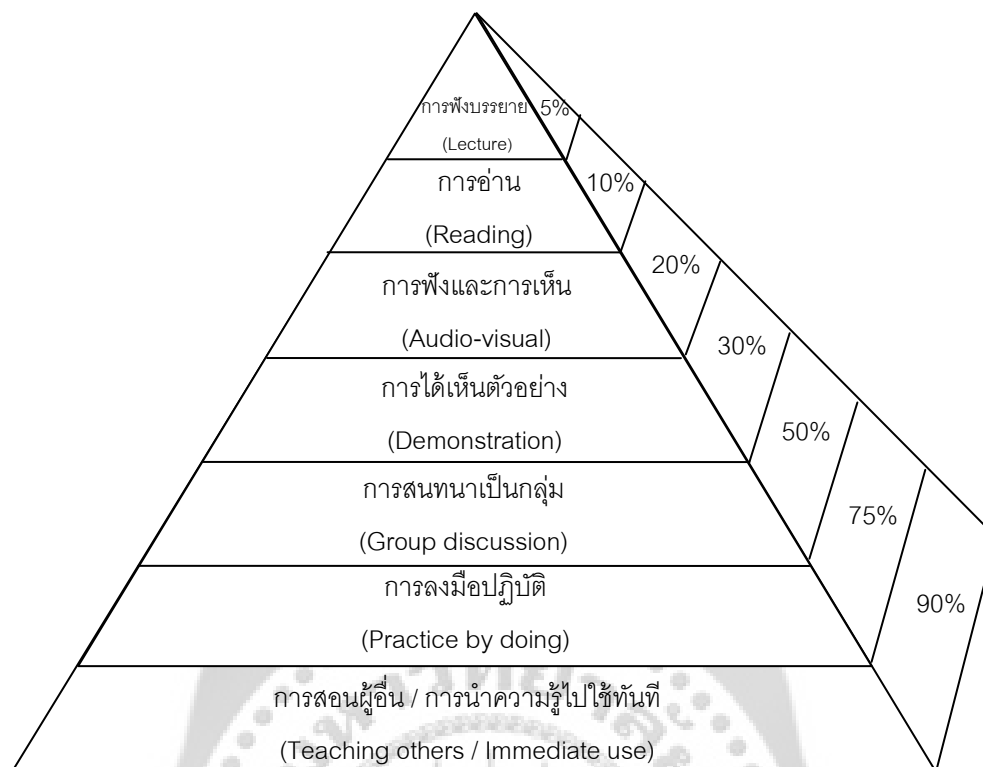 การฟังบรรยาย 5%
(Lecture)
การอ่าน 10%
(Reading)
การฟังและการเห็น 20%
(Audio-visual)
การได้เห็นตัวอย่าง 30%
(Demonstration)
การสนทนาเป็นกลุ่ม 50%
(Group discussion)
การลงมือปฏิบัติ 75%
(Practice by doing)
การสอนผู้อื่น / การนำความรู้ไปใช้ทันที 90%
(Teaching others / Immediate use)